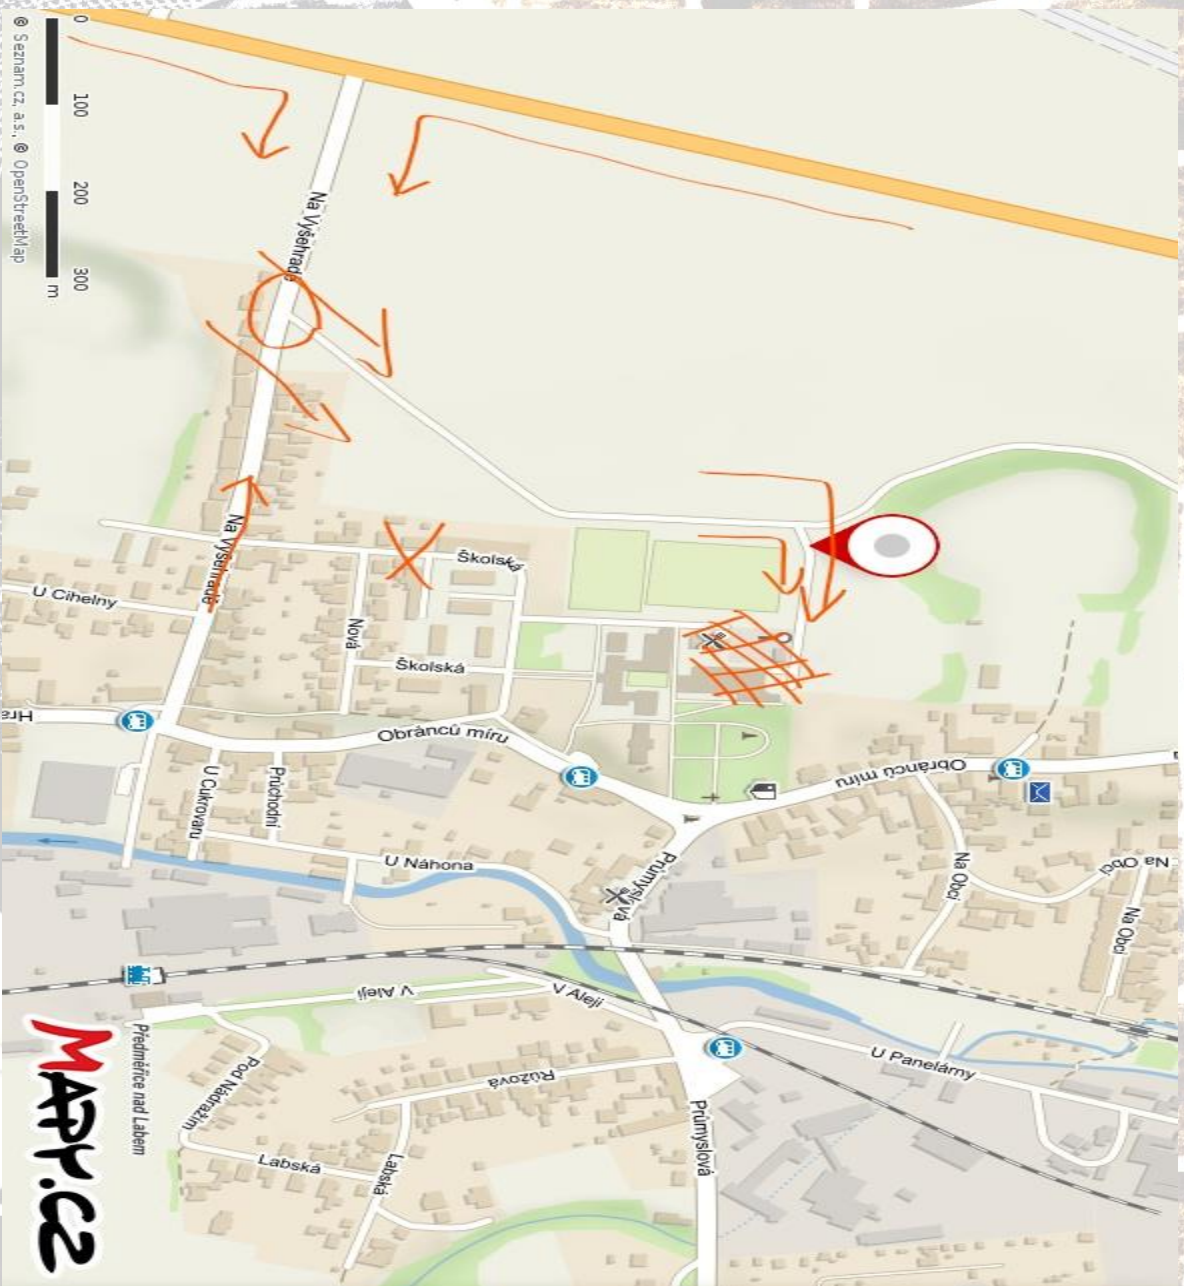 0
100
200
300
m
© Seznam.cz, a.s., © OpenStreetMap
Na Vyšehradě
Na Vyšehradě
Školská
U Cihelny
Nová
Školská
Hra
Obránců míru
Obránců míru
U Cukrovaru
Průchodní
U Náhona
Průmyslová
Na Obci
Na Obci
Na Obci
V Aleji
V Aleji
U Panelárny
Předměřice nad Labem
Pod Nádražím
Růžová
Labská
Labská
Průmyslová
MAPY.CZ